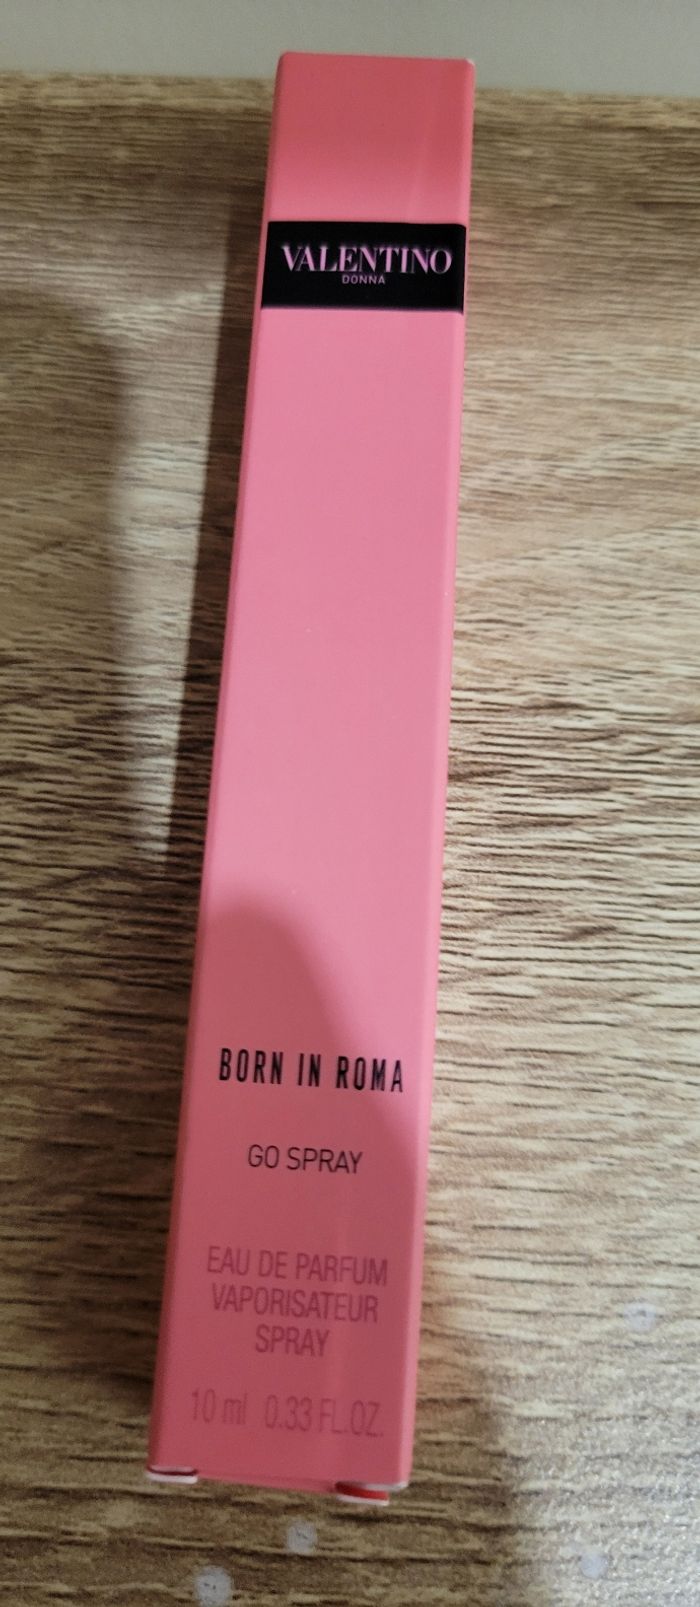 VALENTINO
DONNA
BORN IN ROMA
GO SPRAY
EAU DE PARFUM
VAPORISATEUR
SPRAY
10 ml 0.33 FL.OZ.